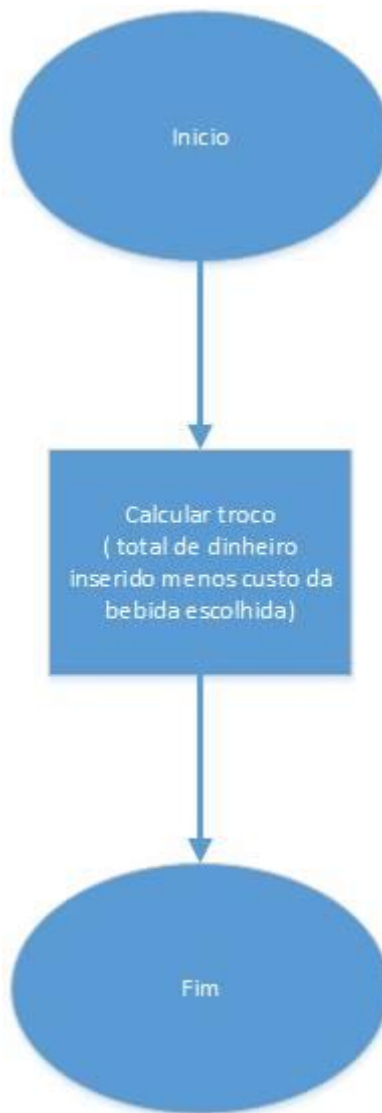 Inicio
Calcular troco
( total de dinheiro
inserido menos custo da
bebida escolhida)
Fim